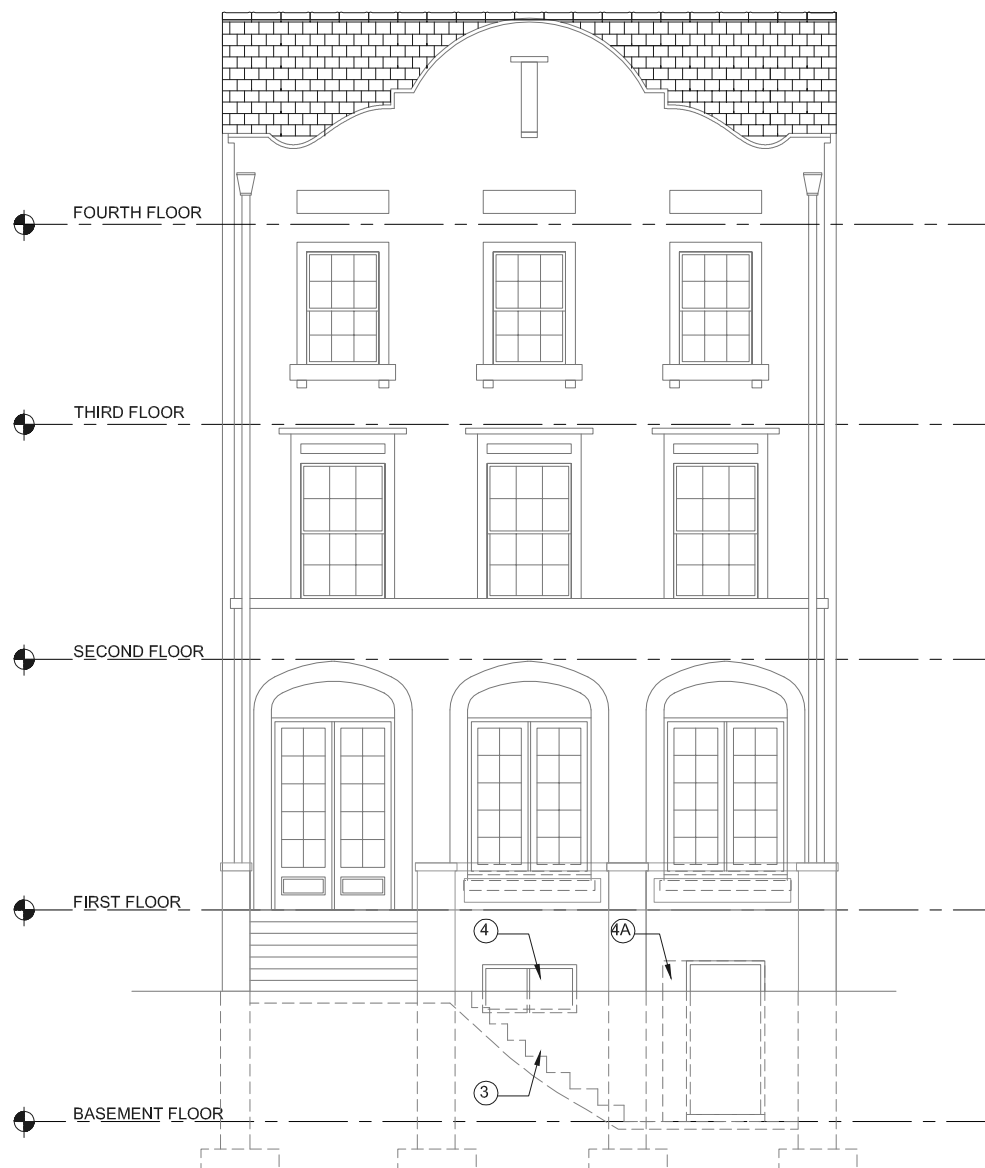 FOURTH FLOOR
THIRD FLOOR
SECOND FLOOR
FIRST FLOOR
4
4A
3
BASEMENT FLOOR